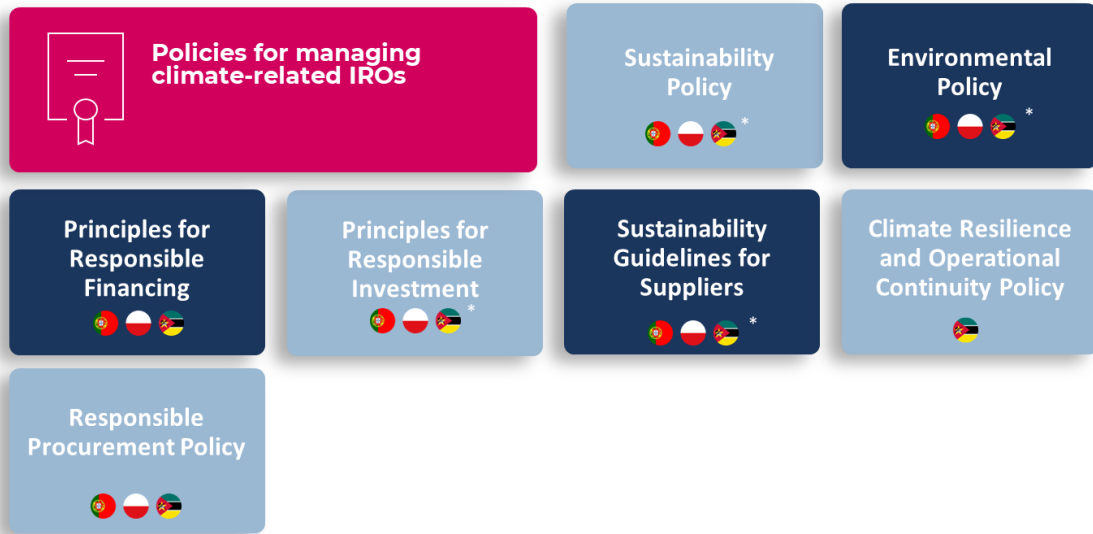 Policies for managing
climate-related IROs
Sustainability
Policy
*
Environmental
Policy
*
Principles for
Responsible
Financing
Principles for
Responsible
Investment
*
Sustainability
Guidelines for
Suppliers
*
Climate Resilience
and Operational
Continuity Policy
Responsible
Procurement Policy